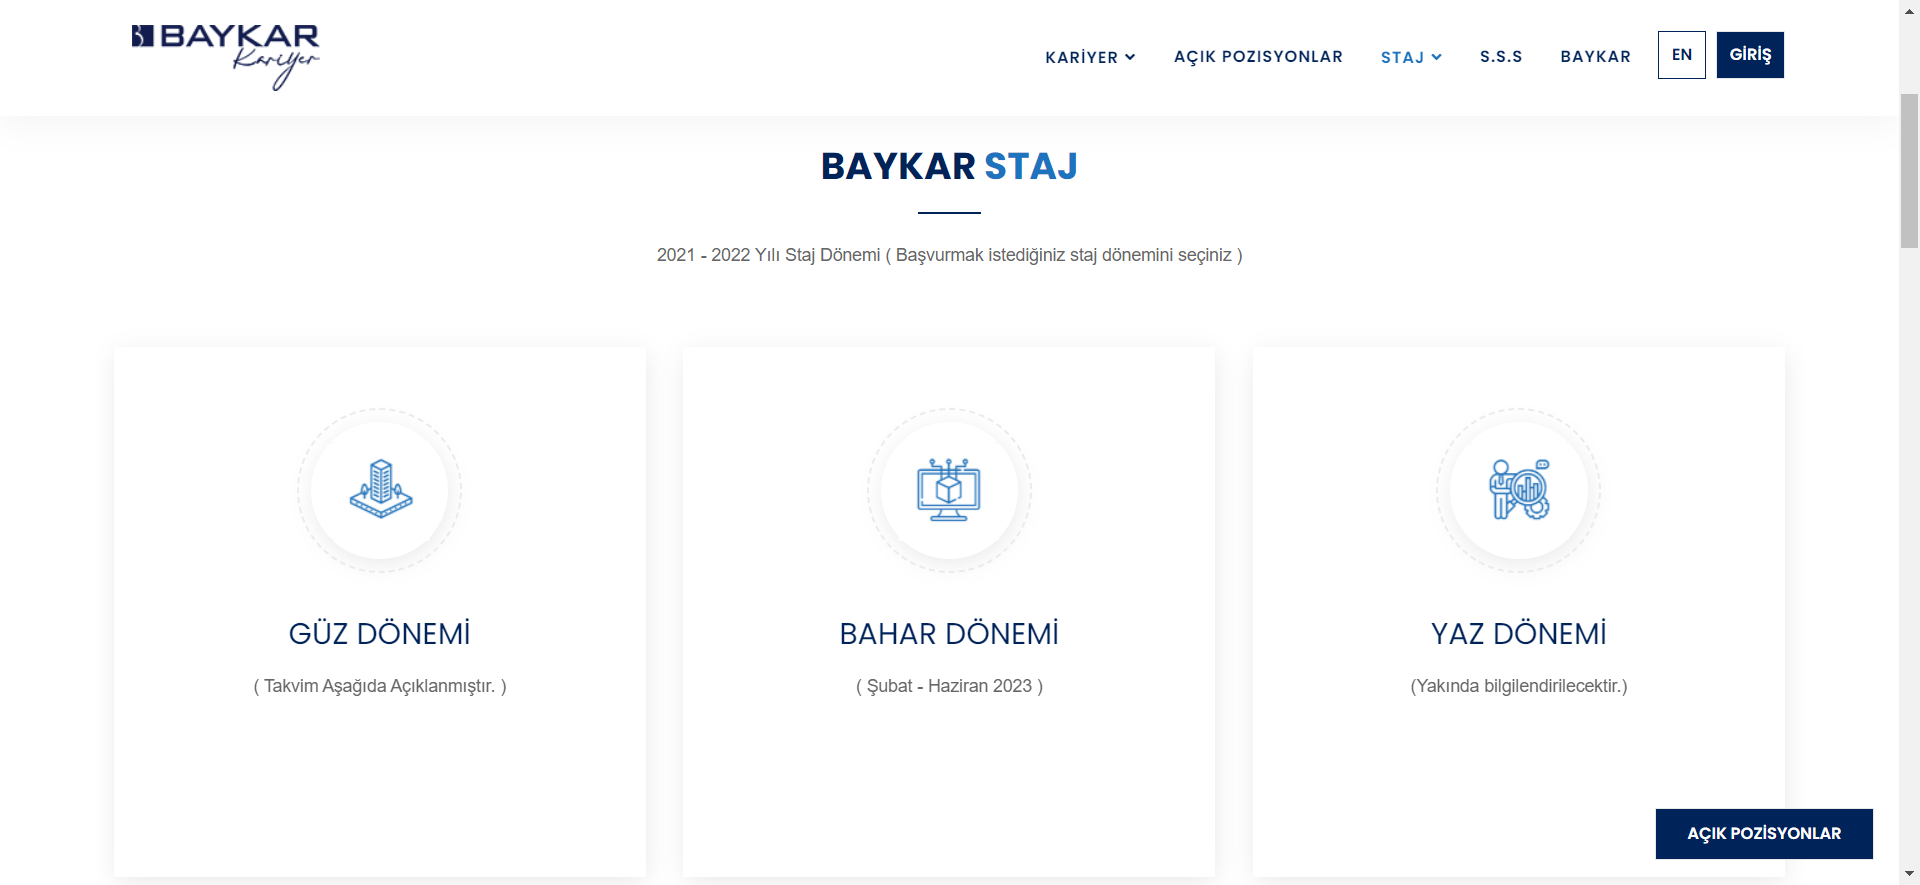 BAYKAR
Kariyer
KARİYER
AÇIK POZISYONLAR
STAJ
S.S.S
BAYKAR
EN
GİRİŞ
BAYKAR STAJ
2021 - 2022 Yılı Staj Dönemi ( Başvurmak istediğiniz staj dönemini seçiniz )
GÜZ DÖNEMİ
( Takvim Aşağıda Açıklanmıştır. )
BAHAR DÖNEMİ
( Şubat - Haziran 2023 )
YAZ DÖNEMİ
(Yakında bilgilendirilecektir.)
AÇIK POZİSYONLAR